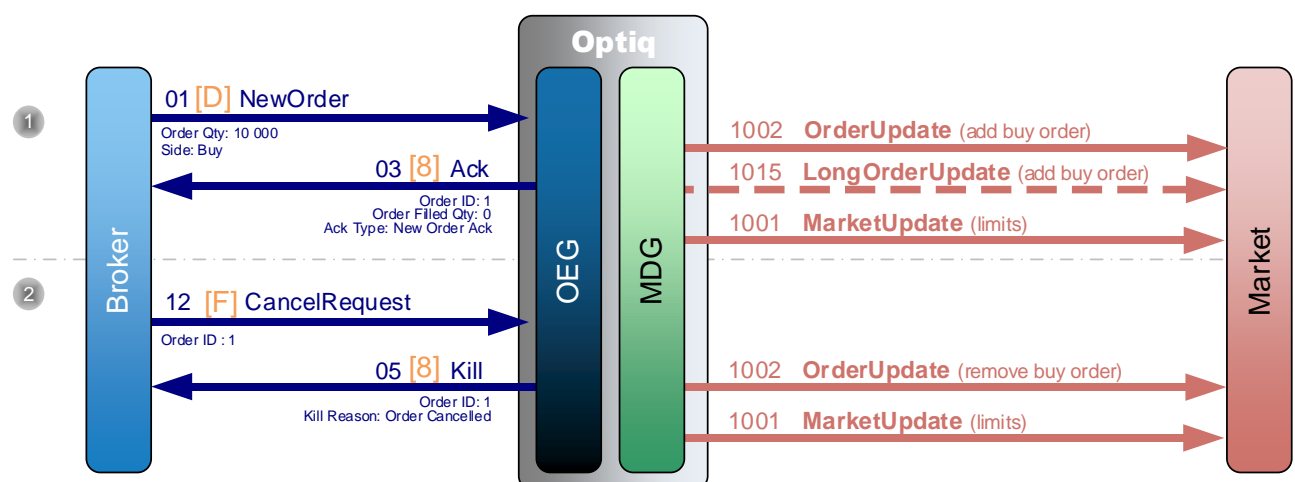 Optiq
Broker
OEG
MDG
Market
1
01 [D] NewOrder
Order Qty: 10 000
Side: Buy
03 [8] Ack
Order ID: 1
Order Filled Qty: 0
Ack Type: New Order Ack
1002 OrderUpdate (add buy order)
1015 LongOrderUpdate (add buy order)
1001 MarketUpdate (limits)
2
12 [F] CancelRequest
Order ID : 1
05 [8] Kill
Order ID: 1
Kill Reason: Order Cancelled
1002 OrderUpdate (remove buy order)
1001 MarketUpdate (limits)